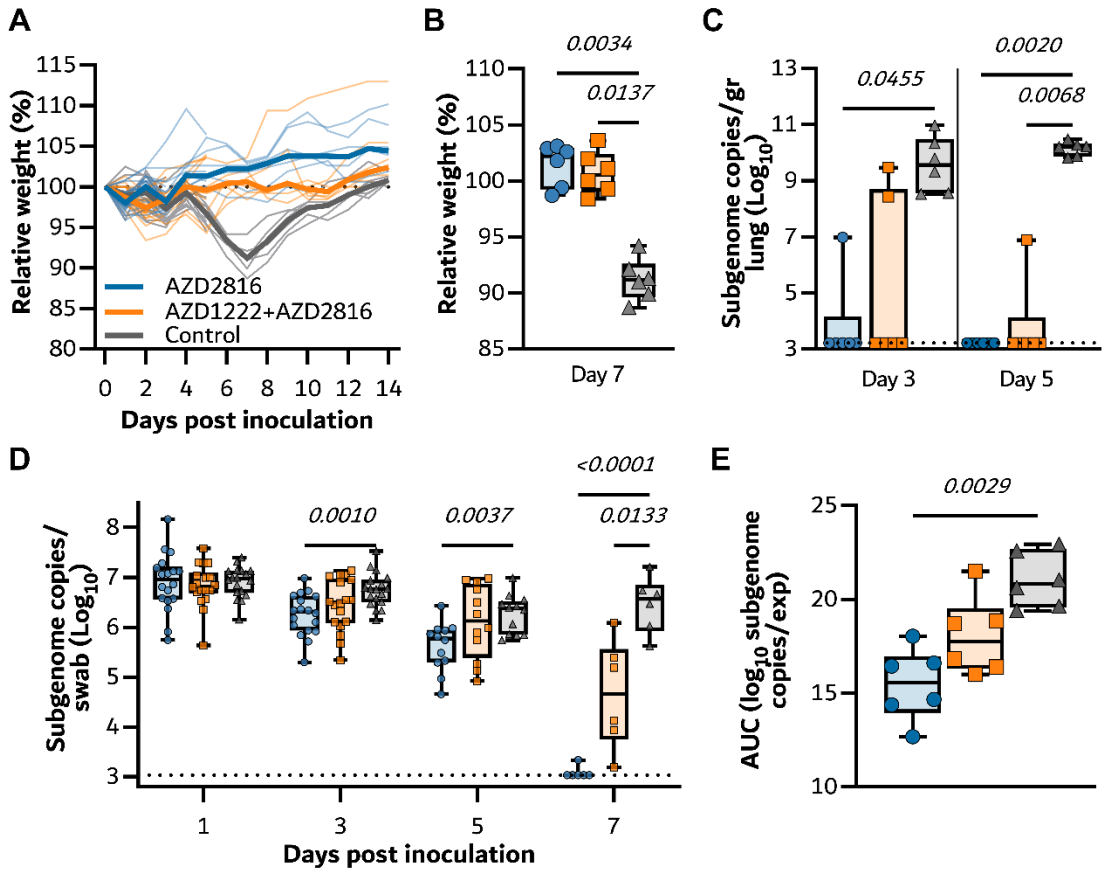 A
Relative weight (%)
115
110
105
100
95
90
85
80
AZD2816
AZD1222+AZD2816
Control
0 2 4 6 8 10 12 14
Days post inoculation
B
Relative weight (%)
0.0034
0.0137
110
105
100
95
90
85
Day 7
C
Subgenome copies/gr
lung (Log10)
0.0020
0.0455
0.0068
13
11
9
7
5
3
Day 3 Day 5
D
Subgenome copies/
swab (Log10)
<0.0001
0.0010 0.0037 0.0133
8
7
6
5
4
3
1 3 5 7
Days post inoculation
E
AUC (log10 subgenome
copies/exp)
0.0029
25
20
15
10